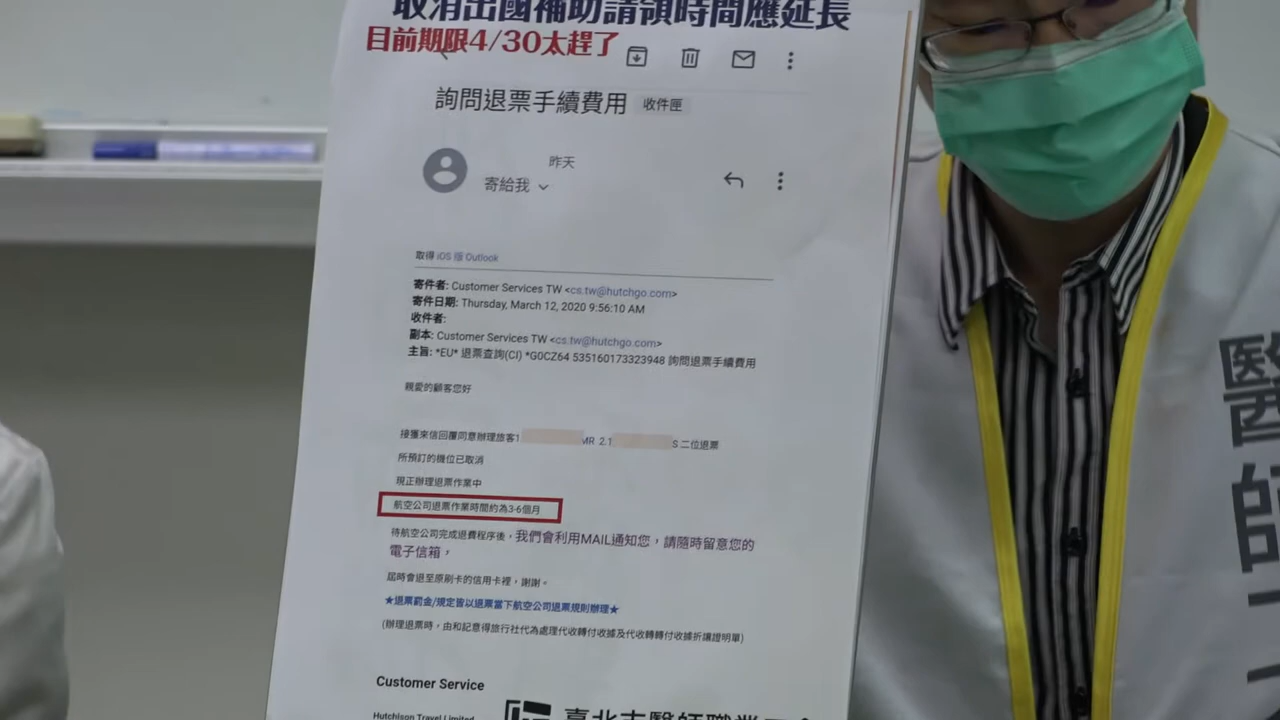 取消出國補助請領時間應延長
目前期限4/30太趕了
詢問退票手續費用 收件匣
昨天
寄給我
取得 iOS 版 Outlook
寄件者: Customer Services TW <cs.tw@hutchgo.com>
寄件日期: Thursday, March 12, 2020 9:56:10 AM
收件者:
副本: Customer Services TW <cs.tw@hutchgo.com>
主旨: *EU* 退票查詢(CI) *G0CZ64 535160173323948 詢問退票手續費用
親愛的顧客您好
接獲來信回覆同意辦理旅客1 MR 2.1 S 二位退票
所預訂的機位已取消
現正辦理退票作業中
航空公司退票作業時間約為3-6個月
待航空公司完成退費程序後，我們會利用MAIL通知您，請隨時留意您的
電子信箱，
屆時會退至原刷卡的信用卡裡，謝謝。
★退票罰金/規定皆以退票當下航空公司退票規則辦理★
(辦理退票時，由和記意得旅行社代為處理代收轉付收據及代收轉轉付收據折讓證明單)
Customer Service
Hutchison Travel Limited
臺北市醫師職業工會
醫師